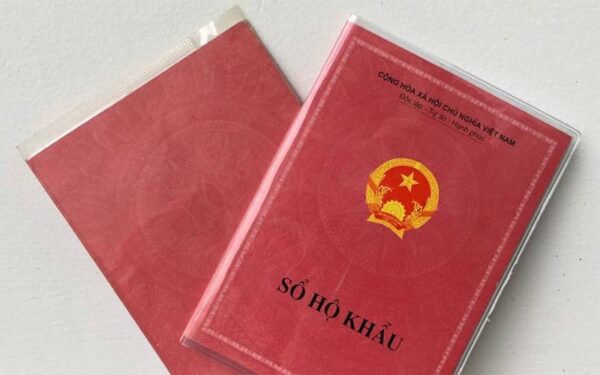 CỘNG HÒA XÃ HỘI CHỦ NGHĨA VIỆT NAM
Độc lập - Tự do - Hạnh phúc
SỔ HỘ KHẨU